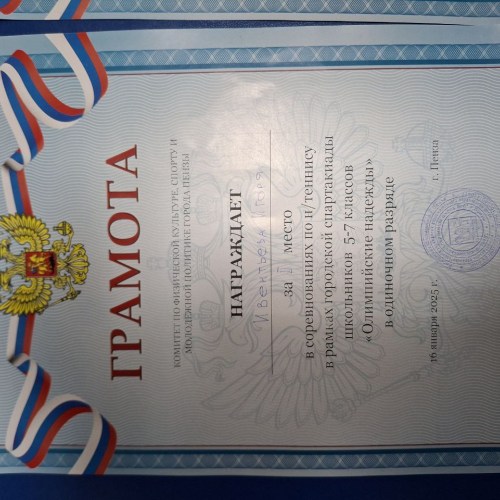 ГРАМОТА
КОМИТЕТ ПО ФИЗИЧЕСКОЙ КУЛЬТУРЕ, СПОРТУ И
МОЛОДЕЖНОЙ ПОЛИТИКЕ ГОРОДА ПЕНЗЫ
НАГРАЖДАЕТ
за место
в соревнованиях по н/теннису
в рамках городской спартакиады
школьников 5-7 классов
«Олимпийские надежды»
в одиночном разряде
16 января 2025 г. г. Пенза